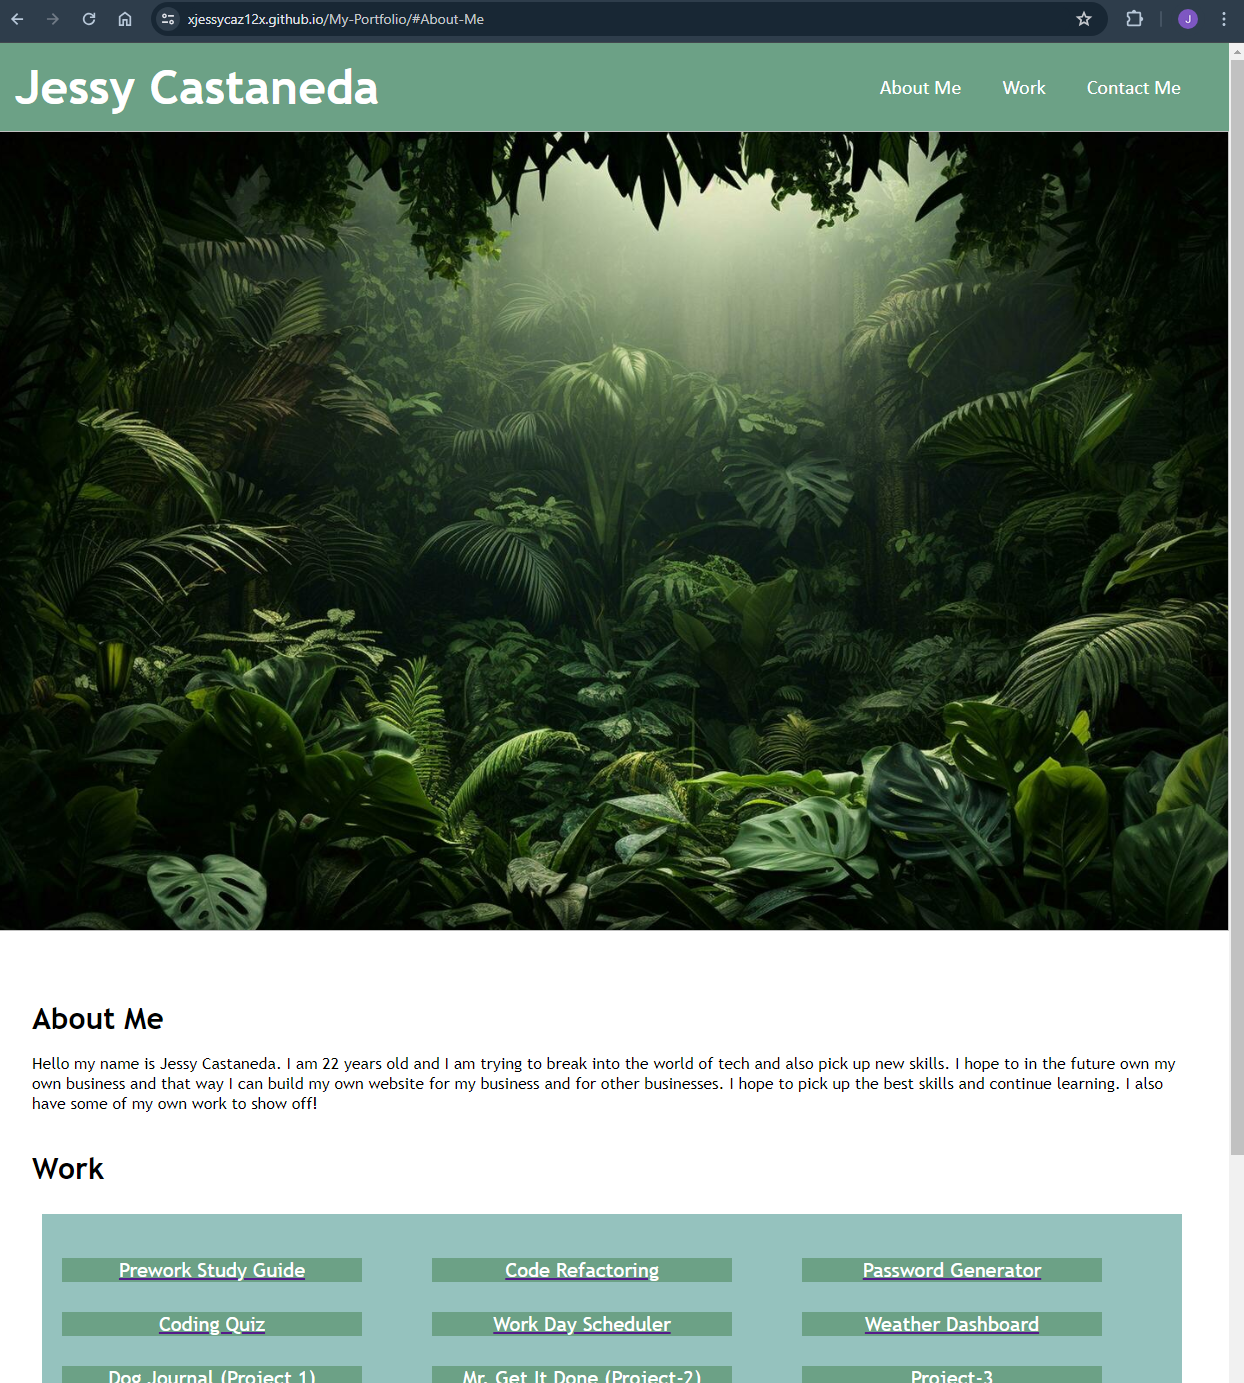 xjessycaz12x.github.io/My-Portfolio/#About-Me
J
Jessy Castaneda
About Me
Work
Contact Me
About Me
Hello my name is Jessy Castaneda. I am 22 years old and I am trying to break into the world of tech and also pick up new skills. I hope to in the future own my
own business and that way I can build my own website for my business and for other businesses. I hope to pick up the best skills and continue learning. I also
have some of my own work to show off!
Work
Prework Study Guide
Code Refactoring
Password Generator
Coding Quiz
Work Day Scheduler
Weather Dashboard
Dog Journal (Project 1)
Mr. Get It Done (Project-2)
Project-3